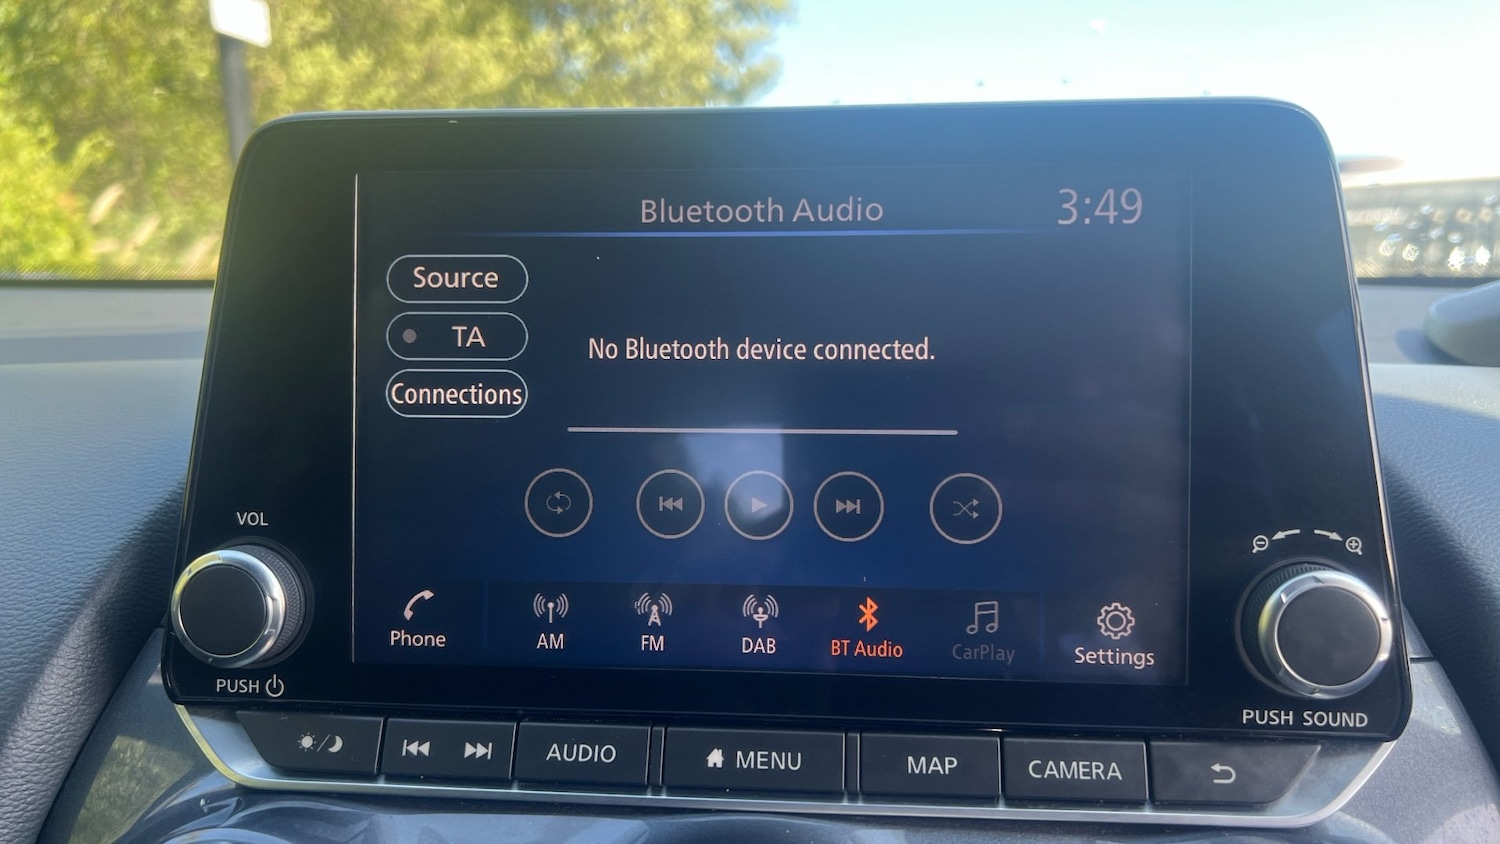 Bluetooth Audio
3:49
Source
TA
No Bluetooth device connected.
Connections
VOL
Phone
AM
FM
DAB
BT Audio
CarPlay
Settings
PUSH
PUSH SOUND
AUDIO
MENU
MAP
CAMERA